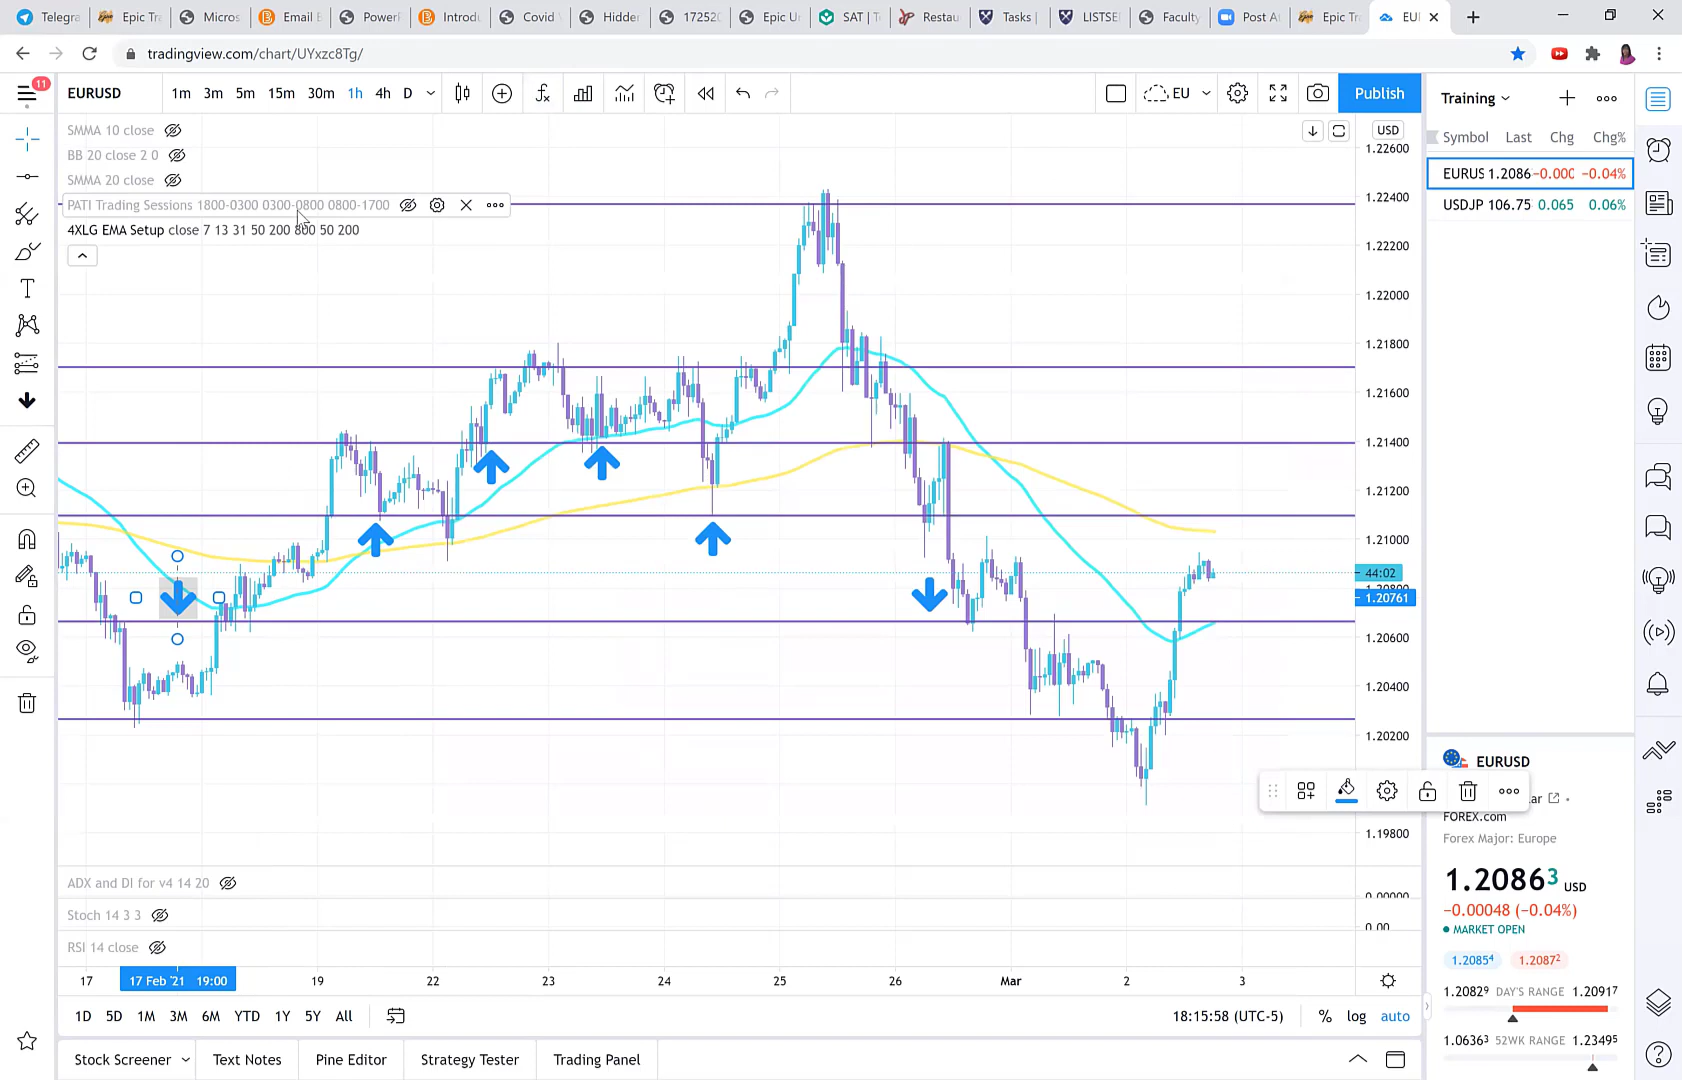 Telegra
Epic Tra
Micros
Email E
PowerP
Introdu
Covid
Hidden
172520
Epic Ur
SAT | T
Restau
Tasks |
LISTSE
Faculty
Post A
Epic Tra
EU
tradingview.com/chart/UYxzc8Tg/
11
EURUSD
1m 3m 5m 15m 30m 1h 4h D
EU
Publish
Training
SMMA 10 close
BB 20 close 2 0
SMMA 20 close
PATI Trading Sessions 1800-0300 0300-0800 0800-1700
4XLG EMA Setup close 7 13 31 50 200 800 50 200
USD
1.22600
1.22400
1.22200
1.22000
1.21800
1.21600
1.21400
1.21200
1.21000
44:02
1.20761
1.20600
1.20400
1.20200
1.19800
Symbol Last Chg Chg%
EURUS 1.2086 -0.000 −0.04%
USDJP 106.75 0.065 0.06%
ADX and DI for v4 14 20
0.00000
Stoch 14 3 3
0.00
RSI 14 close
17
17 Feb '21 19:00
19
22
23
24
25
26
Mar
2
3
1D 5D 1M 3M 6M YTD 1Y 5Y All
18:15:58 (UTC-5)
% log auto
Stock Screener
Text Notes
Pine Editor
Strategy Tester
Trading Panel
EURUSD
FOREX.com
Forex Major: Europe
1.20863 USD
−0.00048 (−0.04%)
MARKET OPEN
1.20854 1.20872
1.20829 DAY'S RANGE 1.20917
1.06363 52WK RANGE 1.23495